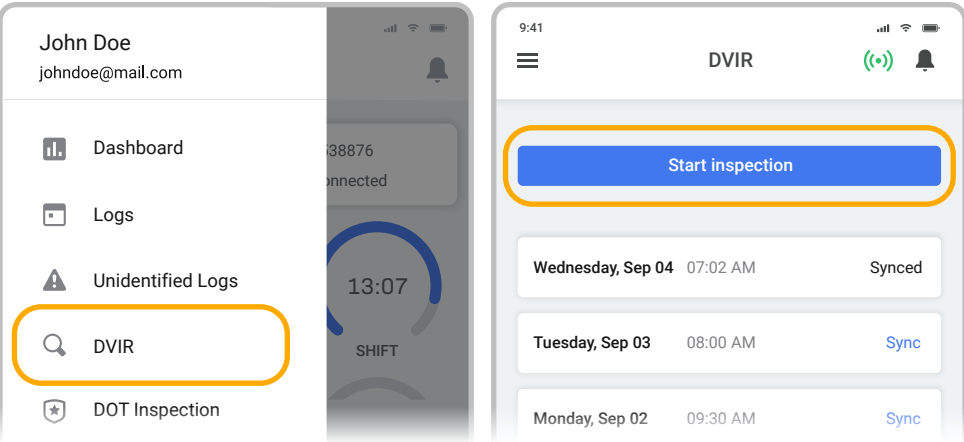 John Doe
johndoe@mail.com
Dashboard
Logs
Unidentified Logs
DVIR
DOT Inspection
38876
onnected
13:07
SHIFT
9:41
DVIR
Start inspection
Wednesday, Sep 04 07:02 AM Synced
Tuesday, Sep 03 08:00 AM Sync
Monday, Sep 02 09:30 AM Sync